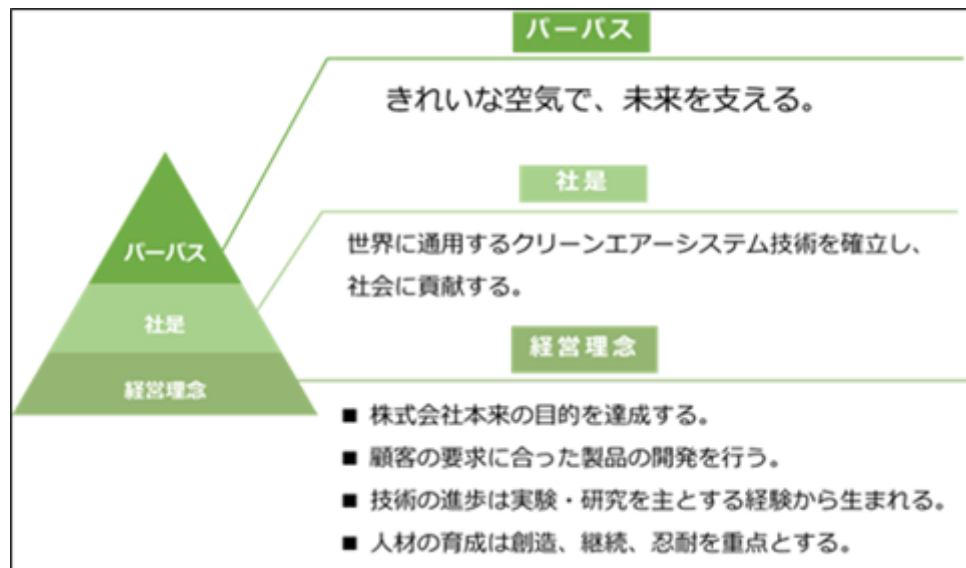 パーパス
きれいな空気で、未来を支える。
社是
世界に通用するクリーンエアーシステム技術を確立し、
社会に貢献する。
経営理念
■ 株式会社本来の目的を達成する。
■ 顧客の要求に合った製品の開発を行う。
■ 技術の進歩は実験・研究を主とする経験から生まれる。
■ 人材の育成は創造、継続、忍耐を重点とする。
パーパス
社是
経営理念